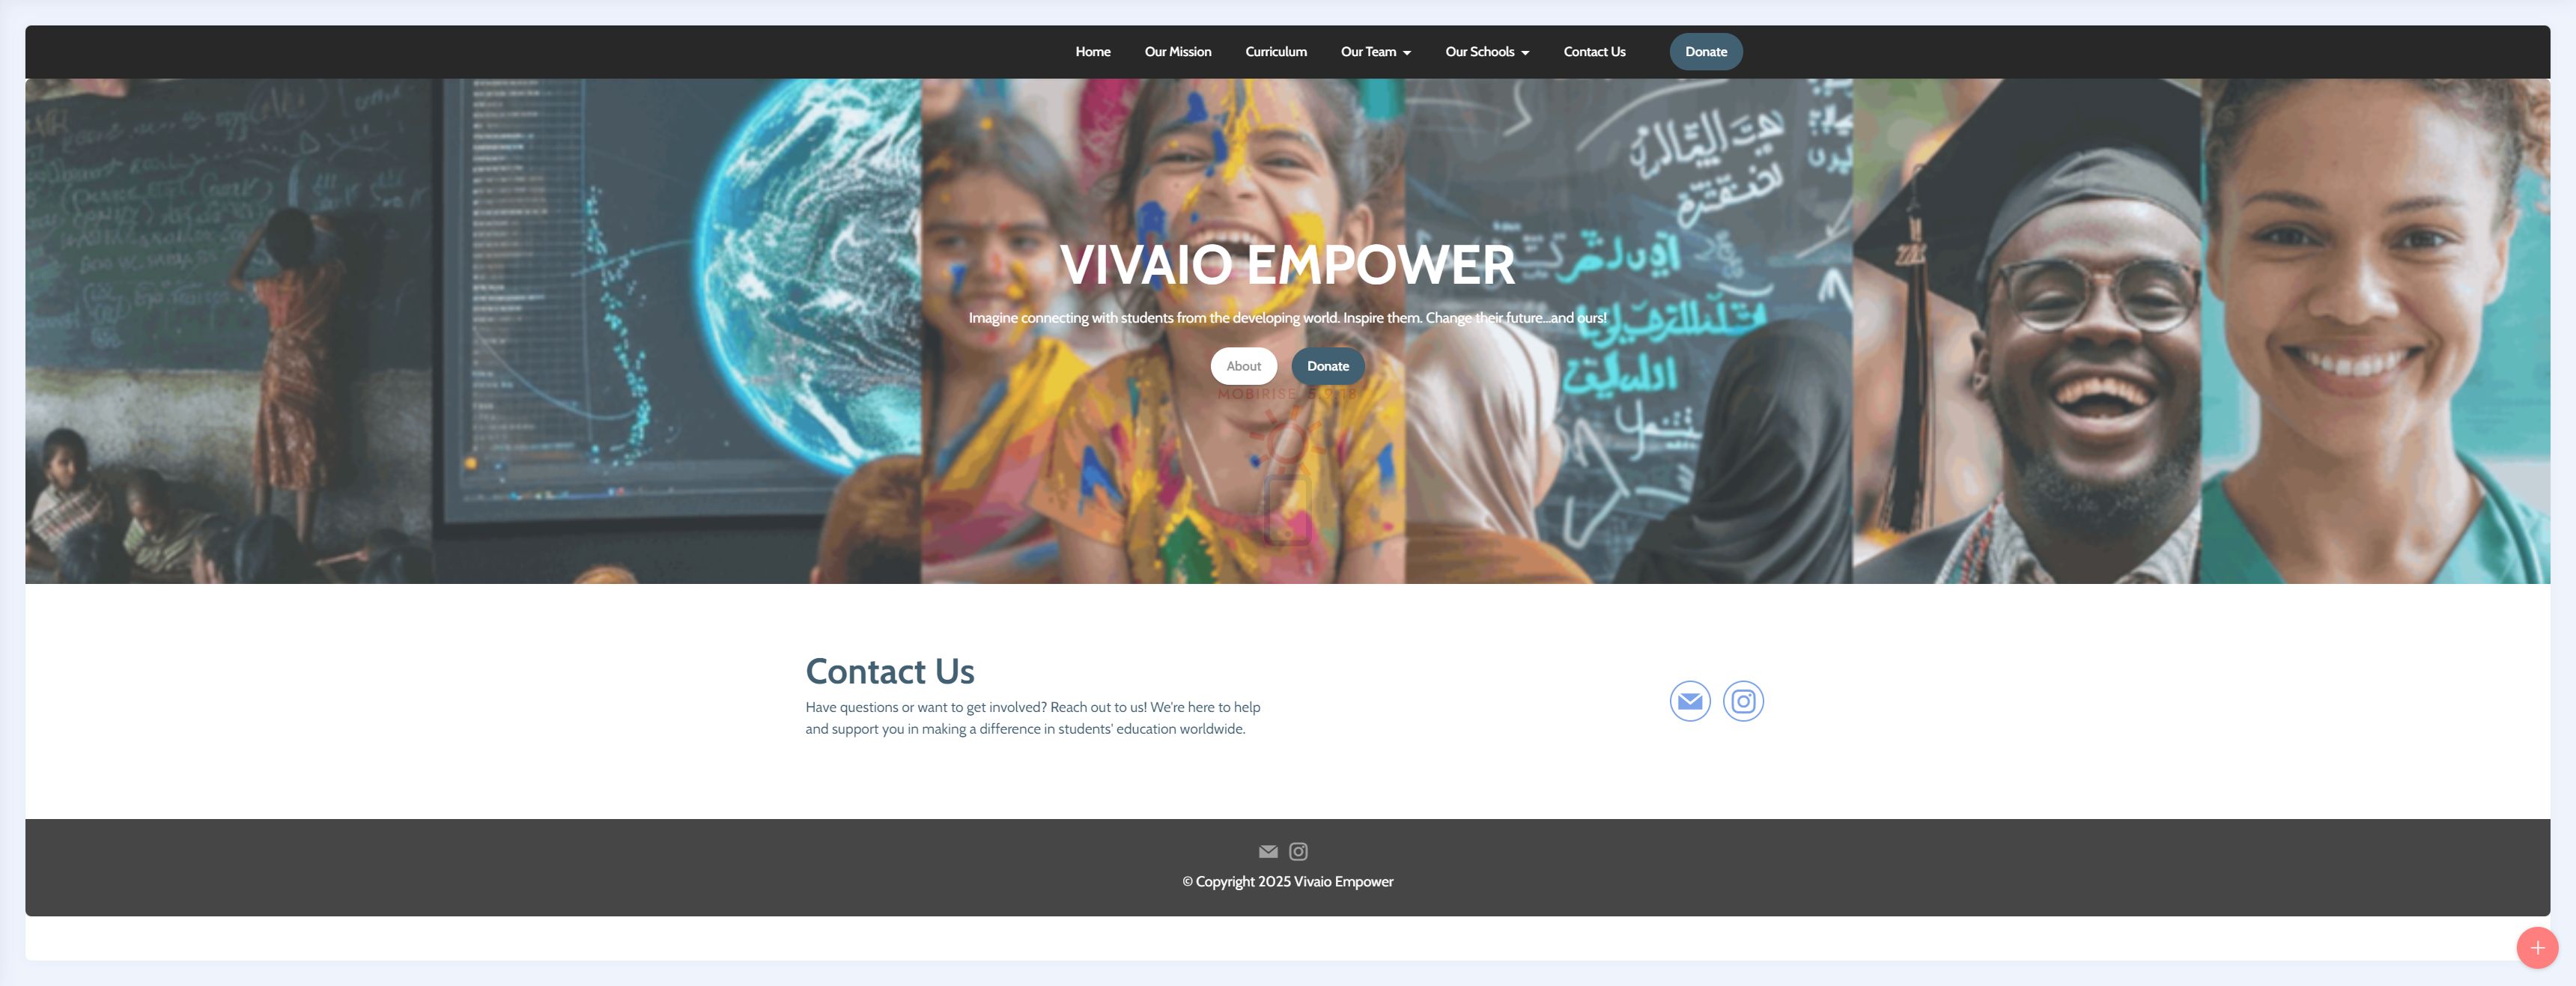 Home Our Mission Curriculum Our Team Our Schools Contact Us Donate
VIVAIO EMPOWER
Imagine connecting with students from the developing world. Inspire them. Change their future...and ours!
About Donate
Contact Us
Have questions or want to get involved? Reach out to us! We're here to help
and support you in making a difference in students' education worldwide.
© Copyright 2025 Vivaio Empower